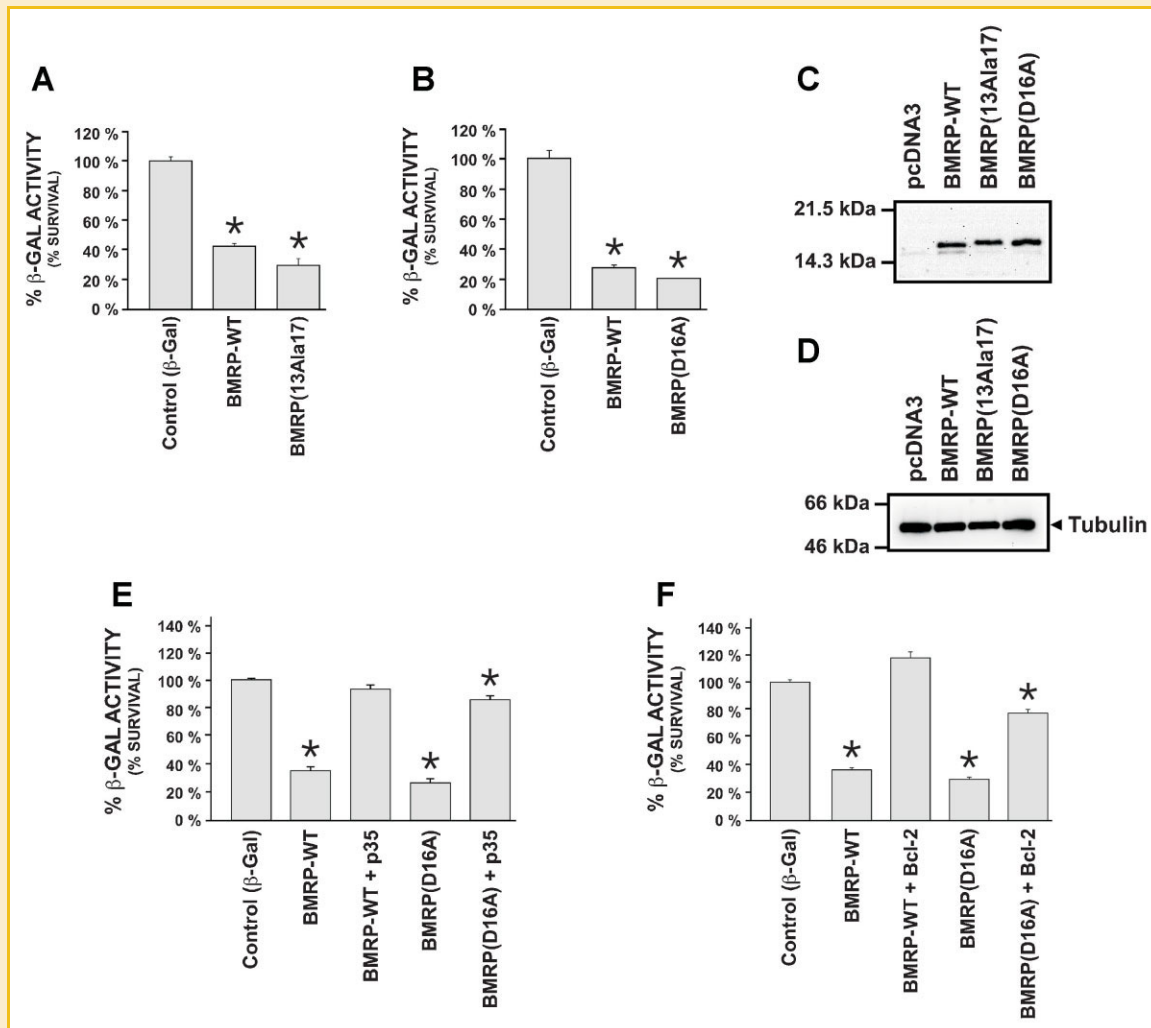 A
% β-GAL ACTIVITY
(% SURVIVAL)
120 %
100 %
80 %
60 %
40 %
20 %
0 %
*
*
Control (β-Gal)
BMRP-WT
BMRP(13Ala17)
B
% β-GAL ACTIVITY
(% SURVIVAL)
120 %
100 %
80 %
60 %
40 %
20 %
0 %
*
*
Control (β-Gal)
BMRP-WT
BMRP(D16A)
C
pcDNA3
BMRP-WT
BMRP(13Ala17)
BMRP(D16A)
21.5 kDa
14.3 kDa
D
pcDNA3
BMRP-WT
BMRP(13Ala17)
BMRP(D16A)
66 kDa
46 kDa
Tubulin
E
% β-GAL ACTIVITY
(% SURVIVAL)
140 %
120 %
100 %
80 %
60 %
40 %
20 %
0 %
*
*
*
Control (β-Gal)
BMRP-WT
BMRP-WT + p35
BMRP(D16A)
BMRP(D16A) + p35
F
% β-GAL ACTIVITY
(% SURVIVAL)
140 %
120 %
100 %
80 %
60 %
40 %
20 %
0 %
*
*
*
Control (β-Gal)
BMRP-WT
BMRP-WT + Bcl-2
BMRP(D16A)
BMRP(D16A) + Bcl-2